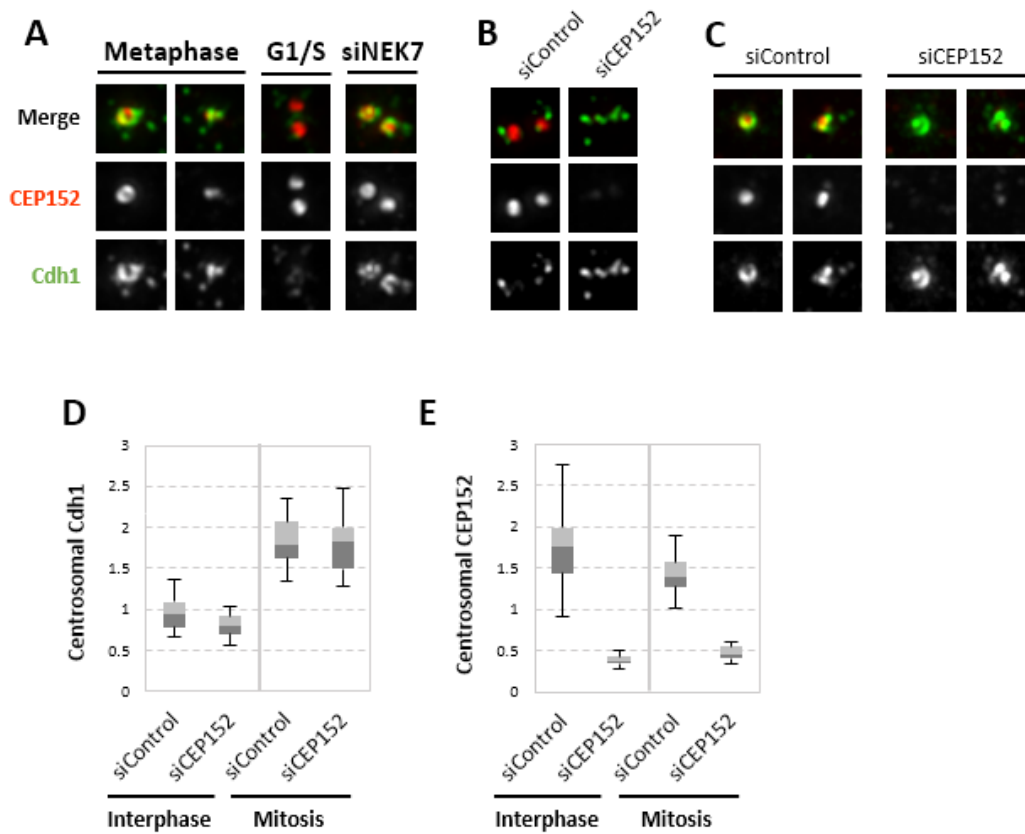 A
Metaphase G1/S siNEK7
Merge
CEP152
Cdh1
B
siControl siCEP152
C
siControl siCEP152
D
Centrosomal Cdh1
3
2.5
2
1.5
1
0.5
0
siControl siCEP152 siControl siCEP152
Interphase Mitosis
E
Centrosomal CEP152
3
2.5
2
1.5
1
0.5
0
siControl siCEP152 siControl siCEP152
Interphase Mitosis